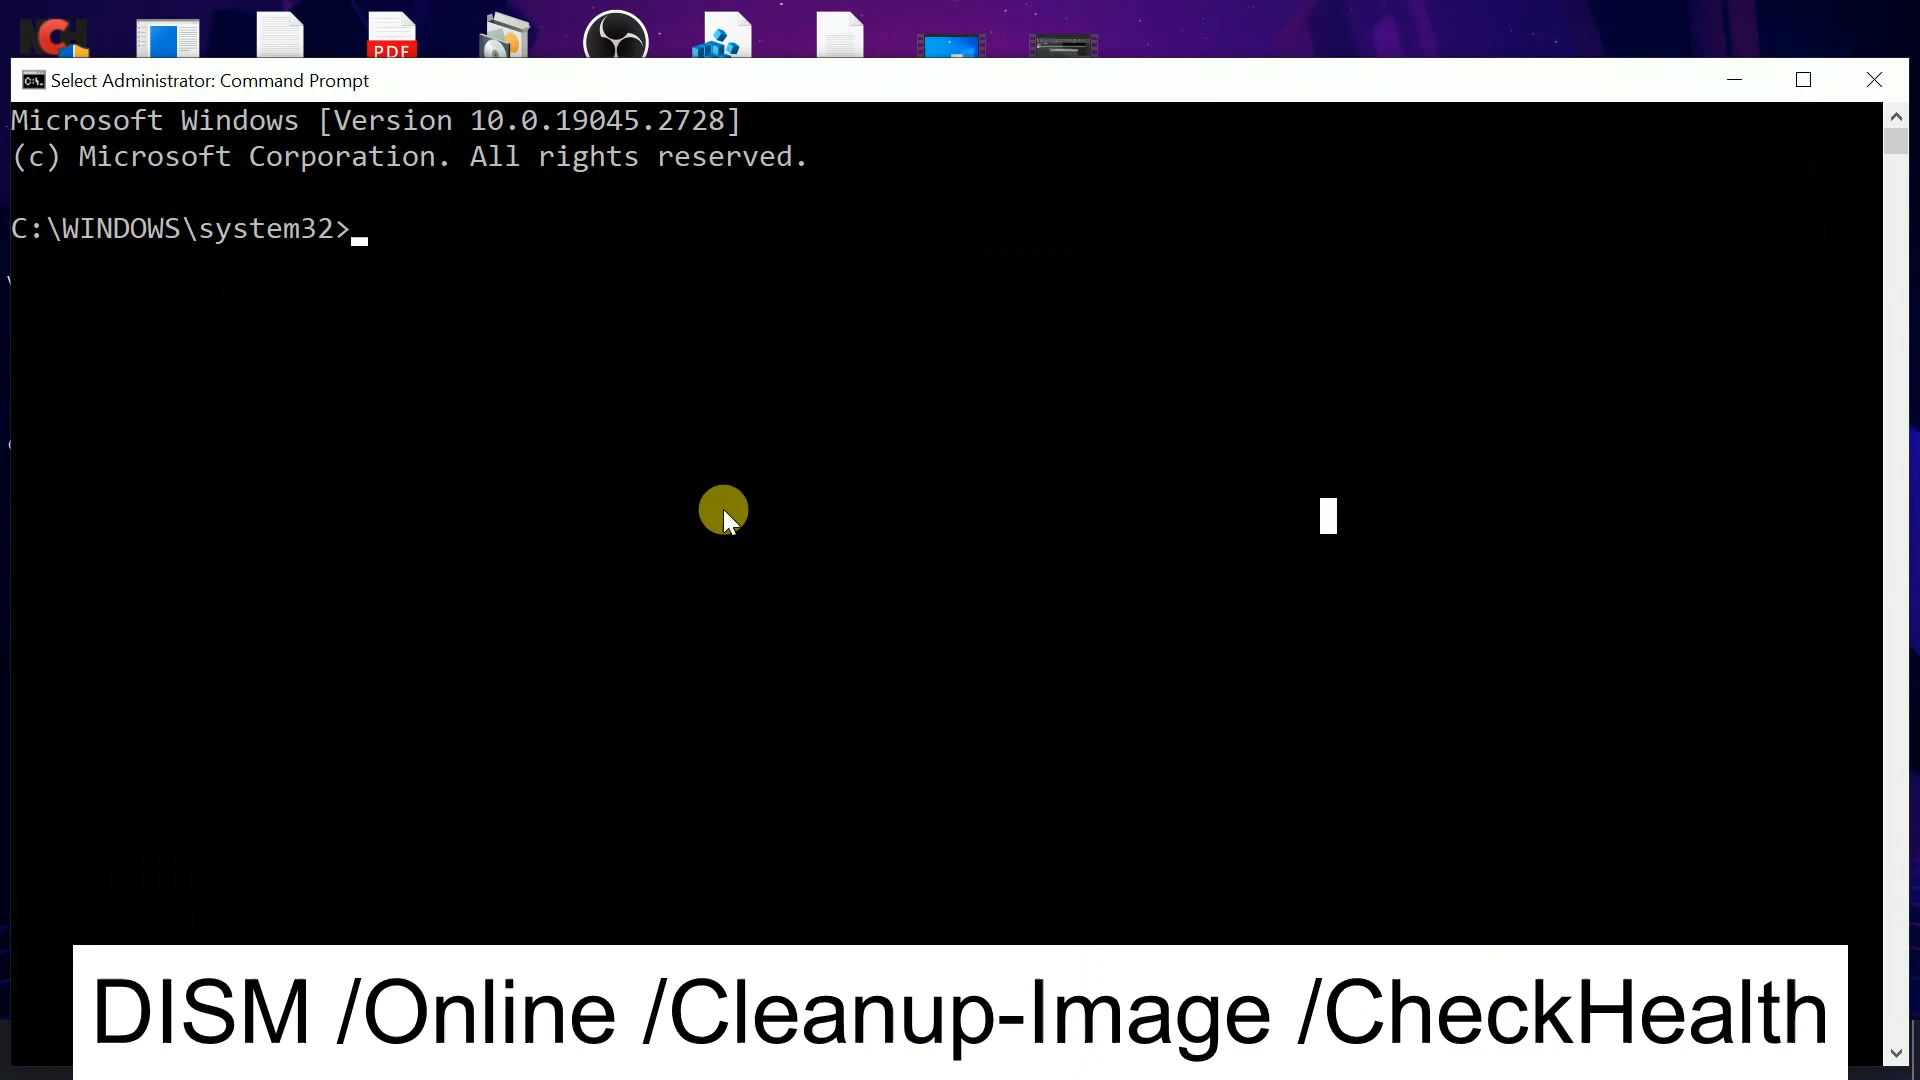 NCH
PDF
C:\. Select Administrator: Command Prompt
Microsoft Windows [Version 10.0.19045.2728]
(c) Microsoft Corporation. All rights reserved.
C:\WINDOWS\system32>
DISM /Online /Cleanup-Image /CheckHealth